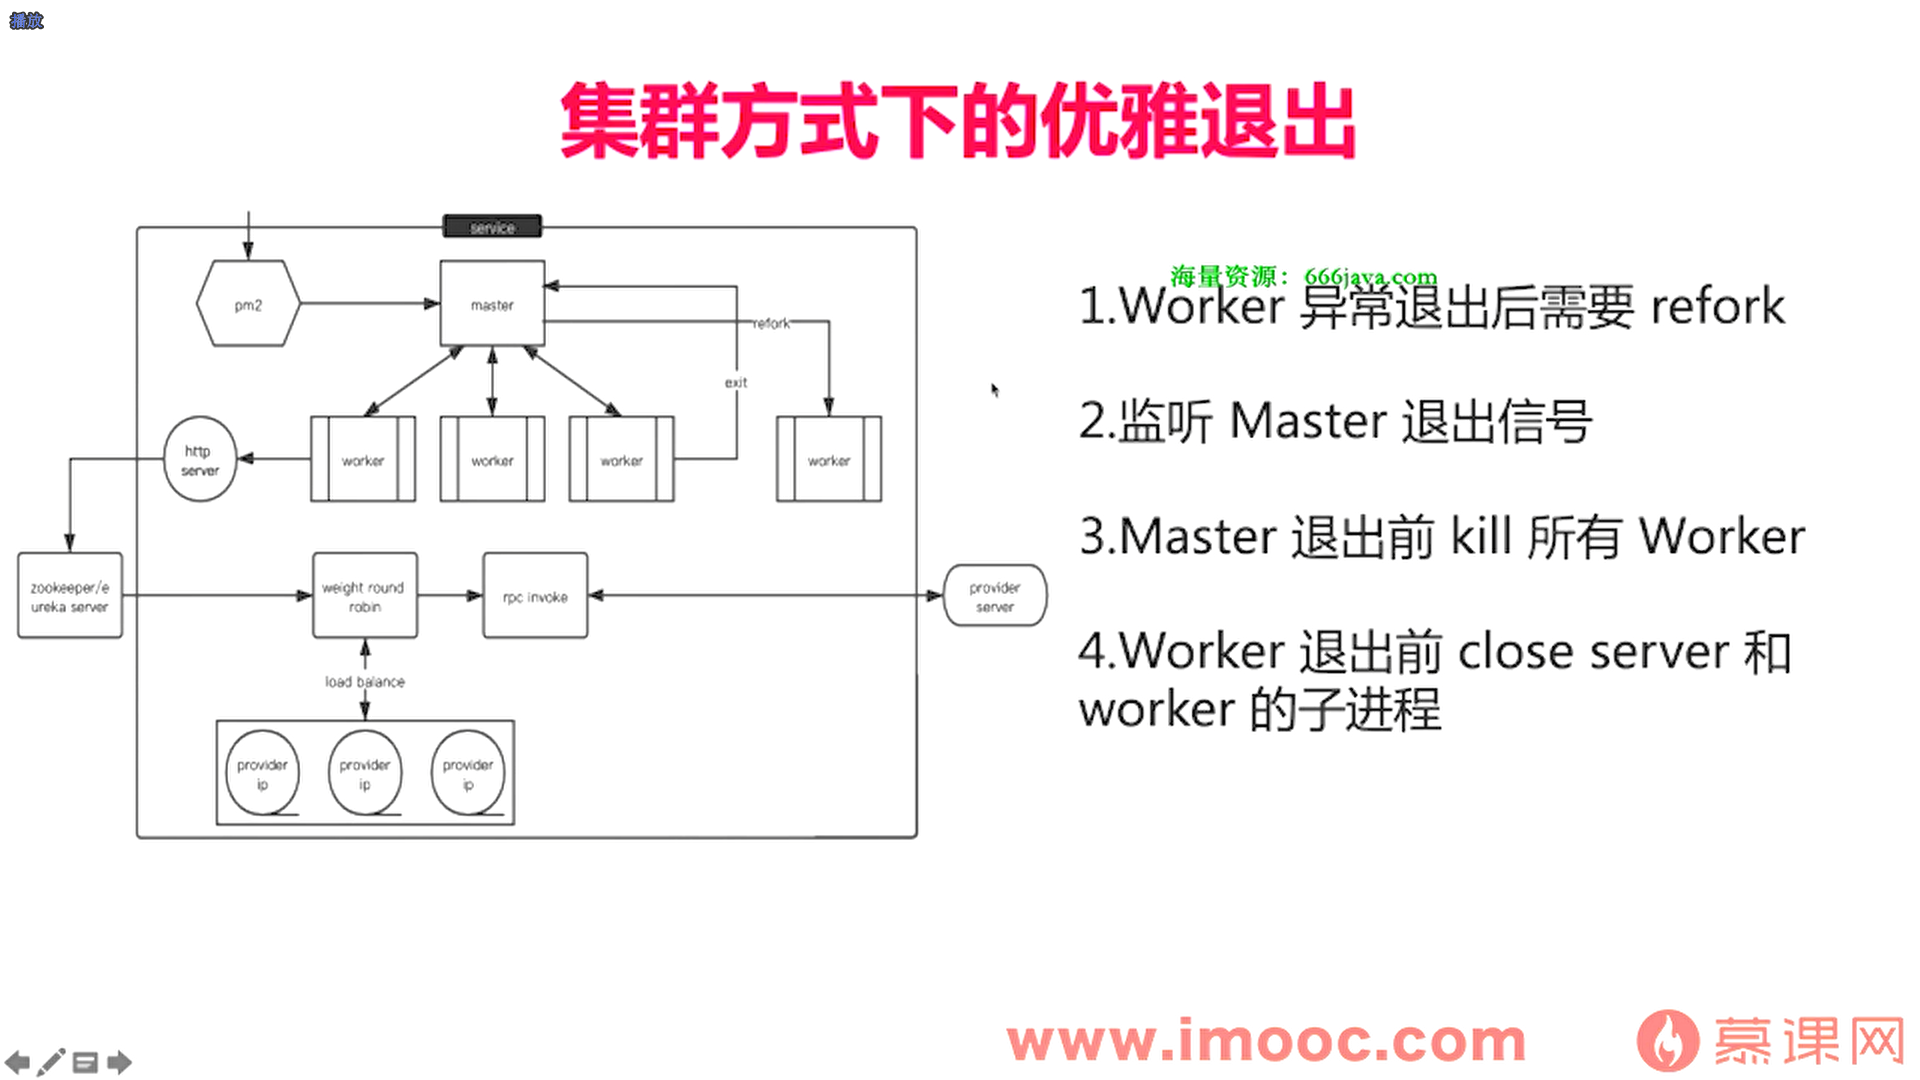 播放
集群方式下的优雅退出
service
pm2
master
refork
exit
http
server
worker
worker
worker
worker
zookeeper/e
ureka server
weight round
robin
rpc invoke
provider
server
load balance
provider
ip
provider
ip
provider
ip
海量资源：666java.com
1.Worker 异常退出后需要 refork
2.监听 Master 退出信号
3.Master 退出前 kill 所有 Worker
4.Worker 退出前 close server 和
worker 的子进程
www.imooc.com
慕课网